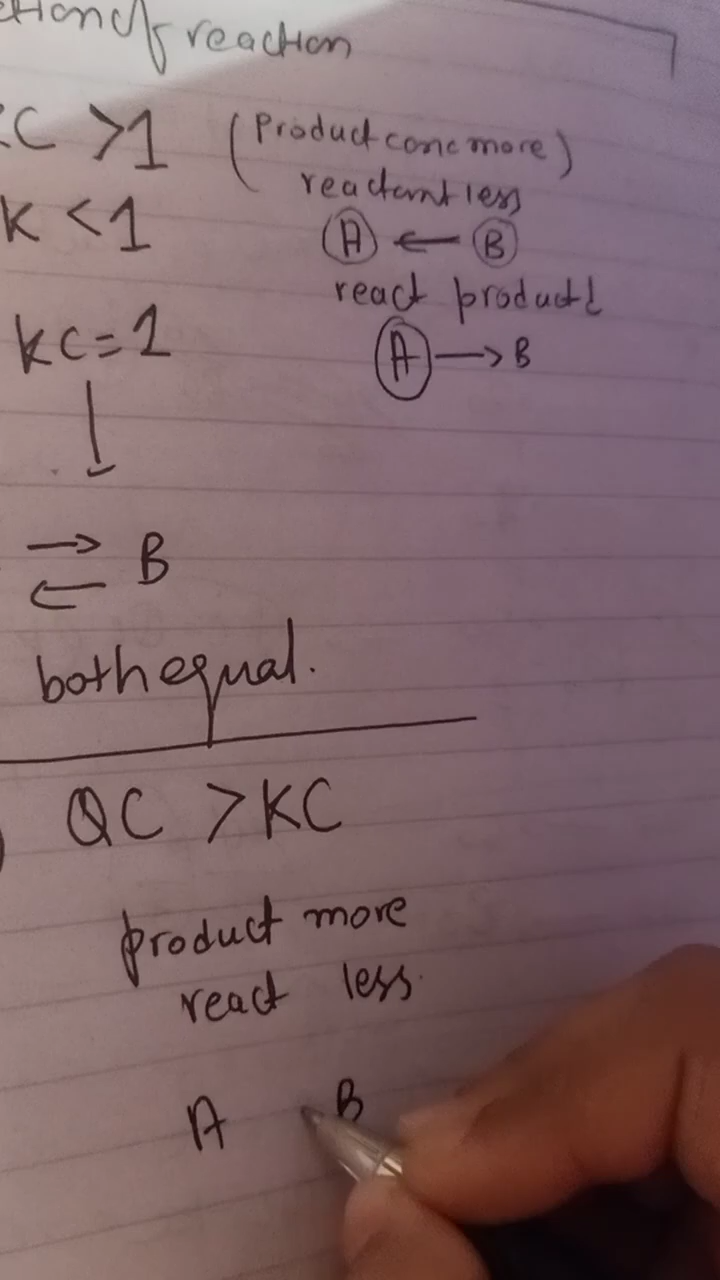 of reaction
C >1 (Product conc more)
reactant less
K <1
A ← B
react product
KC=1
A → B
⇌ B
both equal.
QC >KC
product more
react less.
A B